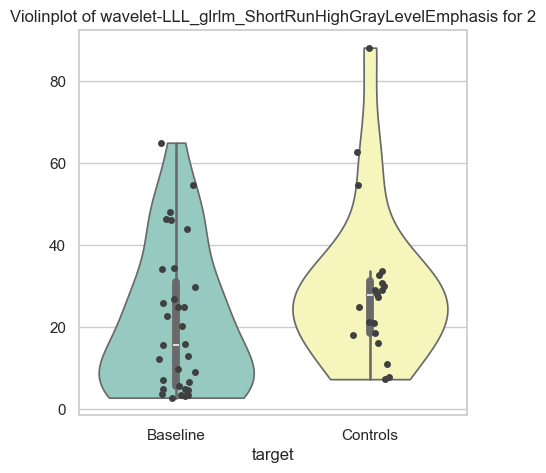 Violinplot of wavelet-LLL_glrlm_ShortRunHighGrayLevelEmphasis for 2
80
60
40
20
0
Baseline Controls
target